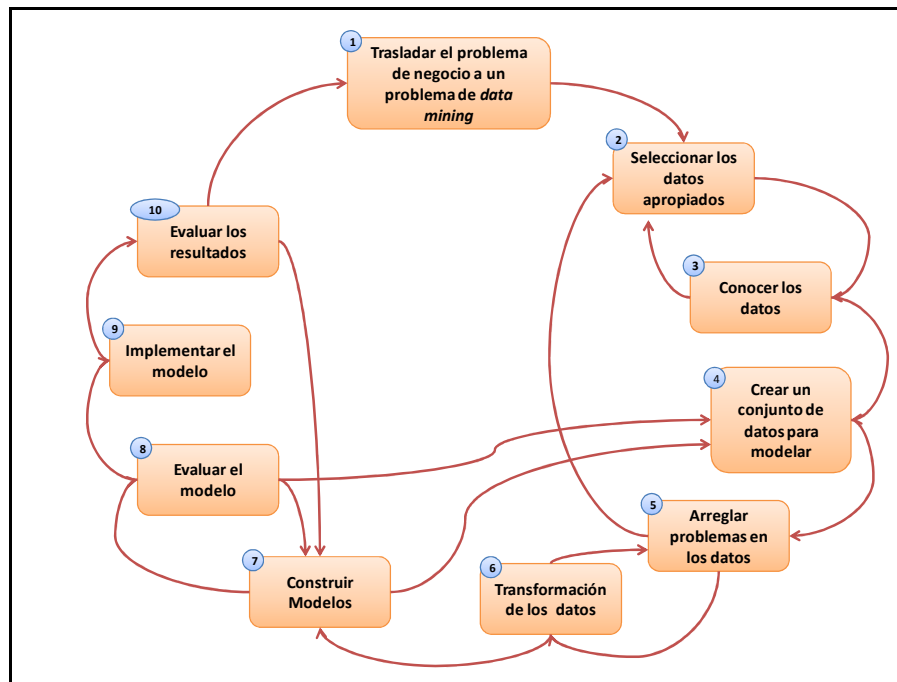 1
Trasladar el problema
de negocio a un
problema de data
mining
2
Seleccionar los
datos
apropiados
3
Conocer los
datos
4
Crear un
conjunto de
datos para
modelar
5
Arreglar
problemas en
los datos
6
Transformación
de los datos
7
Construir
Modelos
8
Evaluar el
modelo
9
Implementar el
modelo
10
Evaluar los
resultados